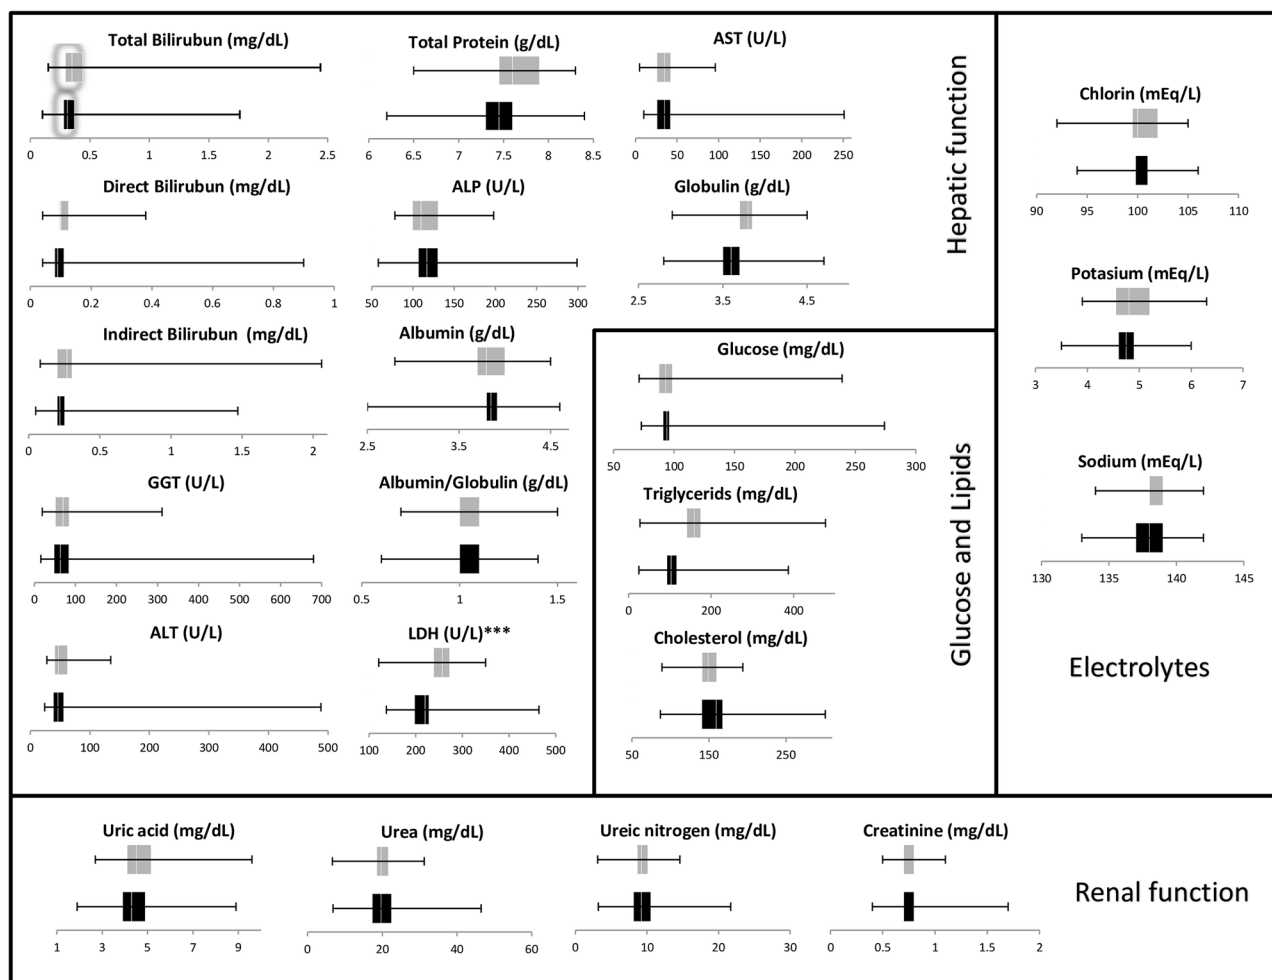 Total Bilirubun (mg/dL)
0 0.5 1 1.5 2 2.5
Total Protein (g/dL)
6 6.5 7 7.5 8 8.5
AST (U/L)
0 50 100 150 200 250
Direct Bilirubun (mg/dL)
0 0.2 0.4 0.6 0.8 1
ALP (U/L)
50 100 150 200 250 300
Globulin (g/dL)
2.5 3.5 4.5
Indirect Bilirubun (mg/dL)
0 0.5 1 1.5 2
Albumin (g/dL)
2.5 3.5 4.5
GGT (U/L)
0 100 200 300 400 500 600 700
Albumin/Globulin (g/dL)
0.5 1 1.5
ALT (U/L)
0 100 200 300 400 500
LDH (U/L)***
100 200 300 400 500
Hepatic function
Glucose (mg/dL)
50 100 150 200 250 300
Triglycerids (mg/dL)
0 200 400
Cholesterol (mg/dL)
50 150 250
Glucose and Lipids
Chlorin (mEq/L)
90 95 100 105 110
Potasium (mEq/L)
3 4 5 6 7
Sodium (mEq/L)
130 135 140 145
Electrolytes
Uric acid (mg/dL)
1 3 5 7 9
Urea (mg/dL)
0 20 40 60
Ureic nitrogen (mg/dL)
0 10 20 30
Creatinine (mg/dL)
0 0.5 1 1.5 2
Renal function